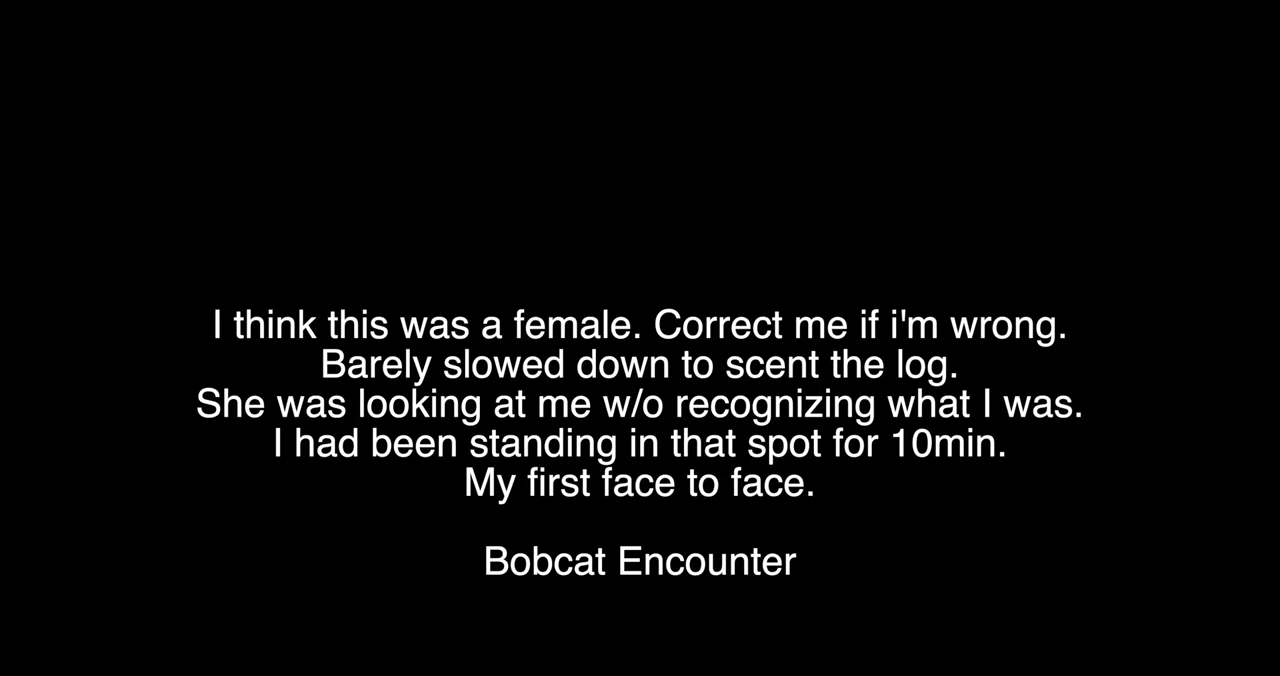 I think this was a female. Correct me if i'm wrong.
Barely slowed down to scent the log.
She was looking at me w/o recognizing what I was.
I had been standing in that spot for 10min.
My first face to face.
Bobcat Encounter